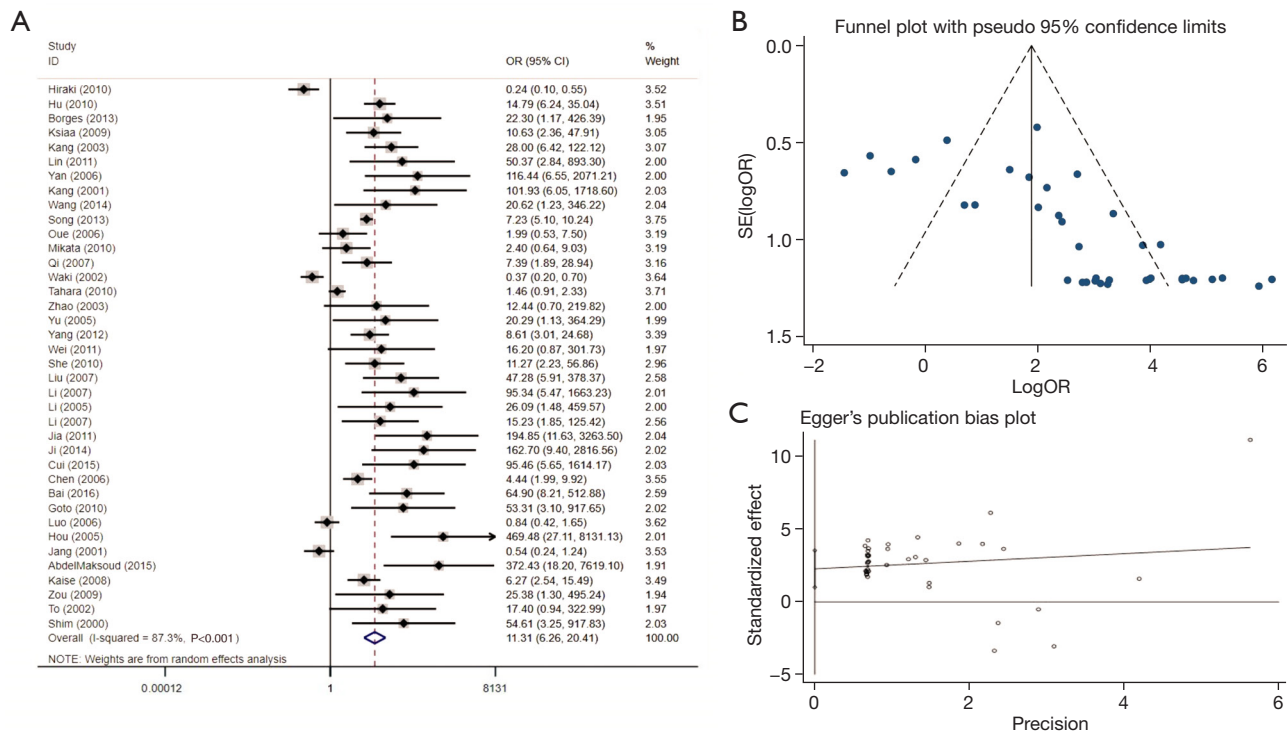 A
Study
ID
OR (95% CI)
%
Weight
Hiraki (2010) 0.24 (0.10, 0.55) 3.52
Hu (2010) 14.79 (6.24, 35.04) 3.51
Borges (2013) 22.30 (1.17, 426.39) 1.95
Ksiaa (2009) 10.63 (2.36, 47.91) 3.05
Kang (2003) 28.00 (6.42, 122.12) 3.07
Lin (2011) 50.37 (2.84, 893.30) 2.00
Yan (2006) 116.44 (6.55, 2071.21) 2.00
Kang (2001) 101.93 (6.05, 1718.60) 2.03
Wang (2014) 20.62 (1.23, 346.22) 2.04
Song (2013) 7.23 (5.10, 10.24) 3.75
Oue (2006) 1.99 (0.53, 7.50) 3.19
Mikata (2010) 2.40 (0.64, 9.03) 3.19
Qi (2007) 7.39 (1.89, 28.94) 3.16
Waki (2002) 0.37 (0.20, 0.70) 3.64
Tahara (2010) 1.46 (0.91, 2.33) 3.71
Zhao (2003) 12.44 (0.70, 219.82) 2.00
Yu (2005) 20.29 (1.13, 364.29) 1.99
Yang (2012) 8.61 (3.01, 24.68) 3.39
Wei (2011) 16.20 (0.87, 301.73) 1.97
She (2010) 11.27 (2.23, 56.86) 2.96
Liu (2007) 47.28 (5.91, 378.37) 2.58
Li (2007) 95.34 (5.47, 1663.23) 2.01
Li (2005) 26.09 (1.48, 459.57) 2.00
Li (2007) 15.23 (1.85, 125.42) 2.56
Jia (2011) 194.85 (11.63, 3263.50) 2.04
Ji (2014) 162.70 (9.40, 2816.56) 2.02
Cui (2015) 95.46 (5.65, 1614.17) 2.03
Chen (2006) 4.44 (1.99, 9.92) 3.55
Bai (2016) 64.90 (8.21, 512.88) 2.59
Goto (2010) 53.31 (3.10, 917.65) 2.02
Luo (2006) 0.84 (0.42, 1.65) 3.62
Hou (2005) 469.48 (27.11, 8131.13) 2.01
Jang (2001) 0.54 (0.24, 1.24) 3.53
AbdelMaksoud (2015) 372.43 (18.20, 7619.10) 1.91
Kaise (2008) 6.27 (2.54, 15.49) 3.49
Zou (2009) 25.38 (1.30, 495.24) 1.94
To (2002) 17.40 (0.94, 322.99) 1.97
Shim (2000) 54.61 (3.25, 917.83) 2.03
Overall (I-squared = 87.3%, P<0.001) 11.31 (6.26, 20.41) 100.00
NOTE: Weights are from random effects analysis
0.00012 1 8131
B
Funnel plot with pseudo 95% confidence limits
SE(logOR)
0.0
0.5
1.0
1.5
−2 0 2 4 6
LogOR
C
Egger's publication bias plot
Standardized effect
10
5
0
−5
0 2 4 6
Precision